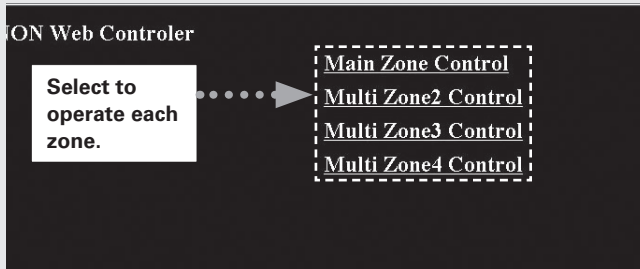 ION Web Controler
Select to
operate each
zone.
Main Zone Control
Multi Zone2 Control
Multi Zone3 Control
Multi Zone4 Control